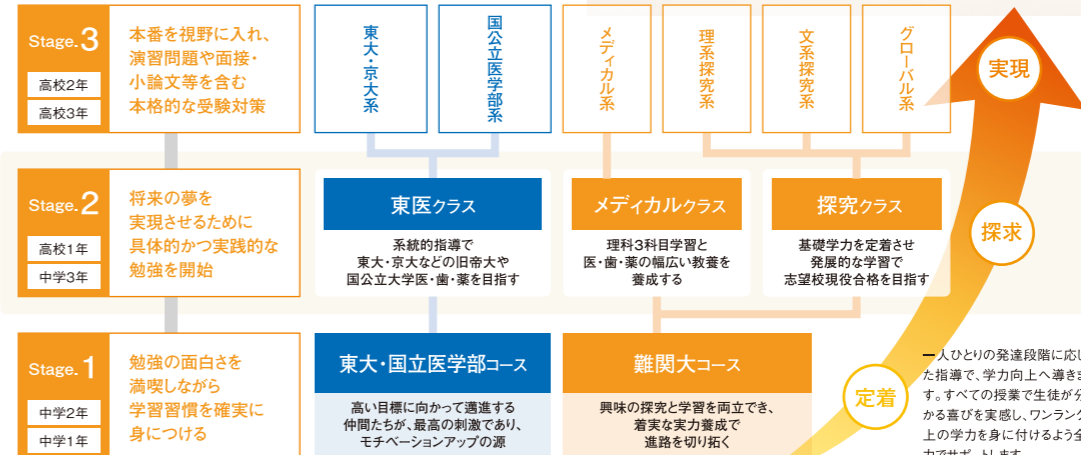 Stage.3
高校2年
高校3年
本番を視野に入れ、
演習問題や面接・
小論文等を含む
本格的な受験対策
東大・京大系
国公立医学部系
メディカル系
理系探究系
文系探究系
グローバル系
実現
Stage.2
高校1年
中学3年
将来の夢を
実現させるために
具体的かつ実践的な
勉強を開始
東医クラス
系統的指導で
東大・京大などの旧帝大や
国公立大学医・歯・薬を目指す
メディカルクラス
理科3科目学習と
医・歯・薬の幅広い教養を
養成する
探究クラス
基礎学力を定着させ
発展的な学習で
志望校現役合格を目指す
探求
Stage.1
中学2年
中学1年
勉強の面白さを
満喫しながら
学習習慣を確実に
身につける
東大・国立医学部コース
高い目標に向かって邁進する
仲間たちが、最高の刺激であり、
モチベーションアップの源
難関大コース
興味の探究と学習を両立でき、
着実な実力養成で
進路を切り拓く
定着
一人ひとりの発達段階に応じ
た指導で、学力向上へ導きま
す。すべての授業で生徒が分
かる喜びを実感し、ワンランク
上の学力を身に付けるよう全
力でサポートします